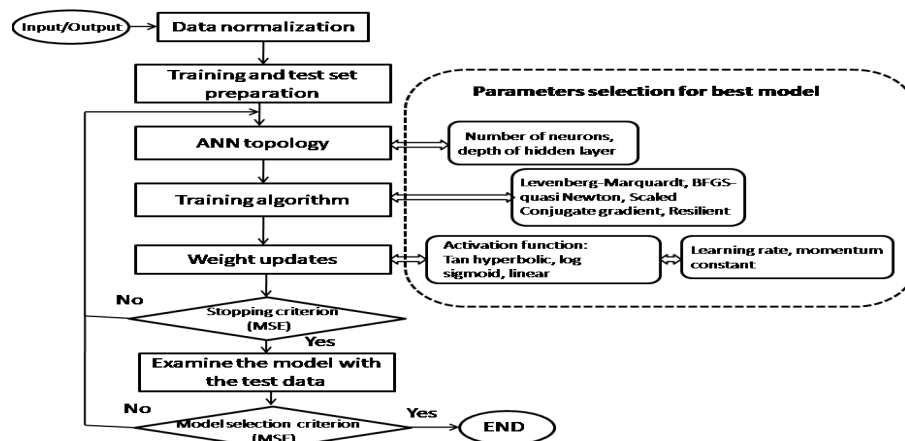 Input/Output
Data normalization
Training and test set
preparation
Parameters selection for best model
ANN topology
Number of neurons,
depth of hidden layer
Training algorithm
Levenberg-Marquardt, BFGS-
quasi Newton, Scaled
Conjugate gradient, Resilient
Weight updates
Activation function:
Tan hyperbolic, log
sigmoid, linear
Learning rate, momentum
constant
No
Stopping criterion
(MSE)
Yes
Examine the model with
the test data
No
Model selection criterion
(MSE)
Yes
END